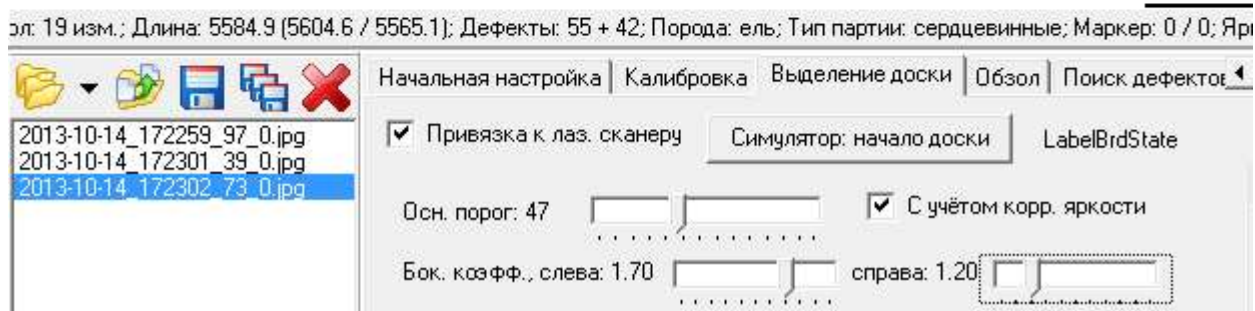 ол: 19 изм.; Длина: 5584.9 (5604.6 / 5565.1); Дефекты: 55 + 42; Порода: ель; Тип партии: сердцевинные; Маркер: 0 / 0; Ярк
Начальная настройка Калибровка Выделение доски Обзол Поиск дефектов
2013-10-14_172259_97_0.jpg
2013-10-14_172301_39_0.jpg
2013-10-14_172302_73_0.jpg
Привязка к лаз. сканеру Симулятор: начало доски LabelBrdState
Осн. порог: 47 С учётом корр. яркости
Бок. коэфф., слева: 1.70 справа: 1.20